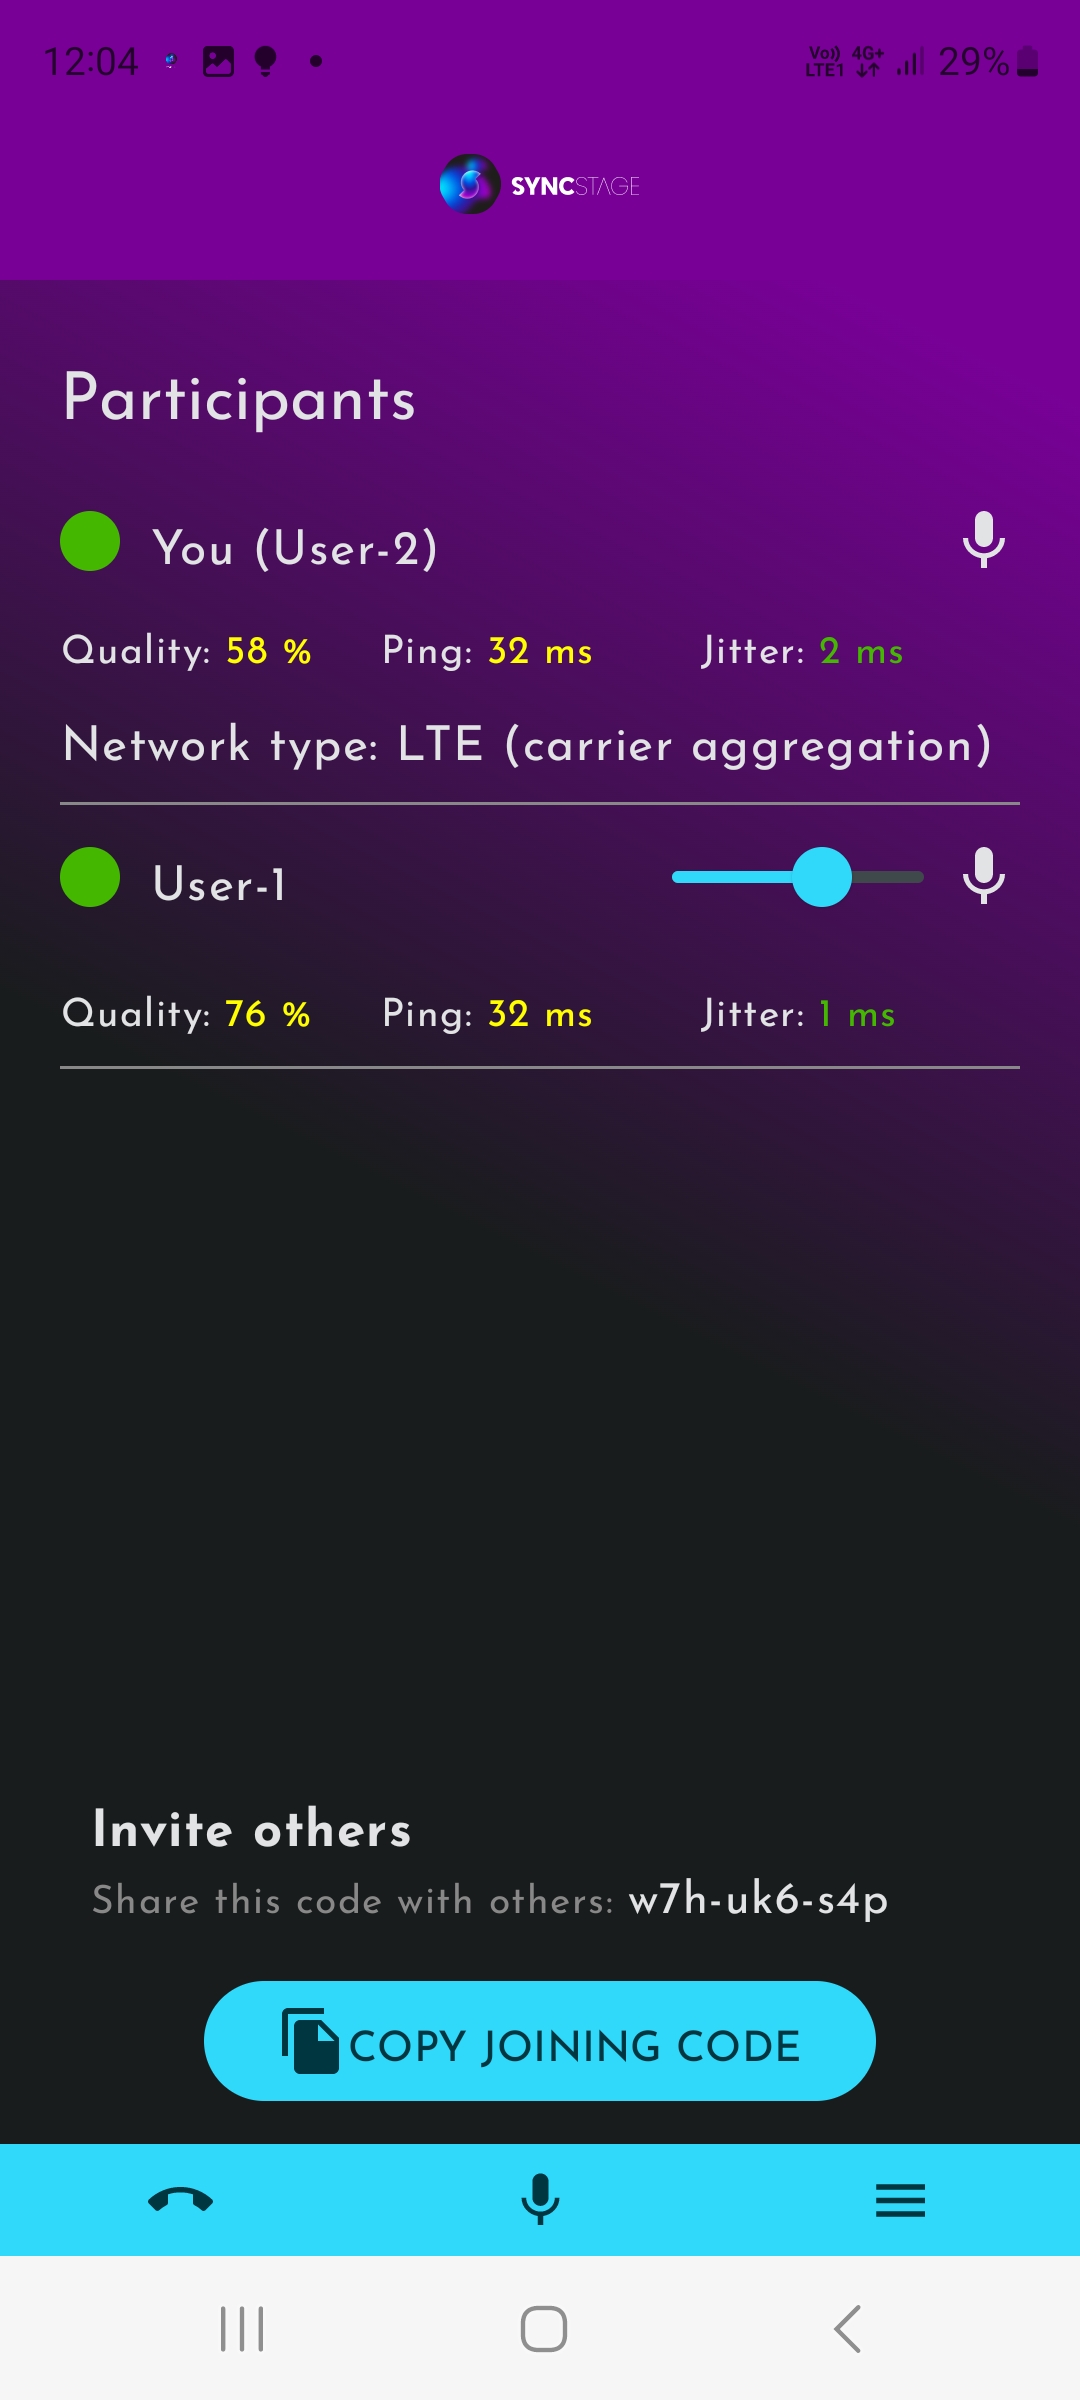 12:04 Vo)) LTE1 4G+ 29%
SYNCSTAGE
Participants
You (User-2)
Quality: 58 % Ping: 32 ms Jitter: 2 ms
Network type: LTE (carrier aggregation)
User-1
Quality: 76 % Ping: 32 ms Jitter: 1 ms
Invite others
Share this code with others: w7h-uk6-s4p
COPY JOINING CODE